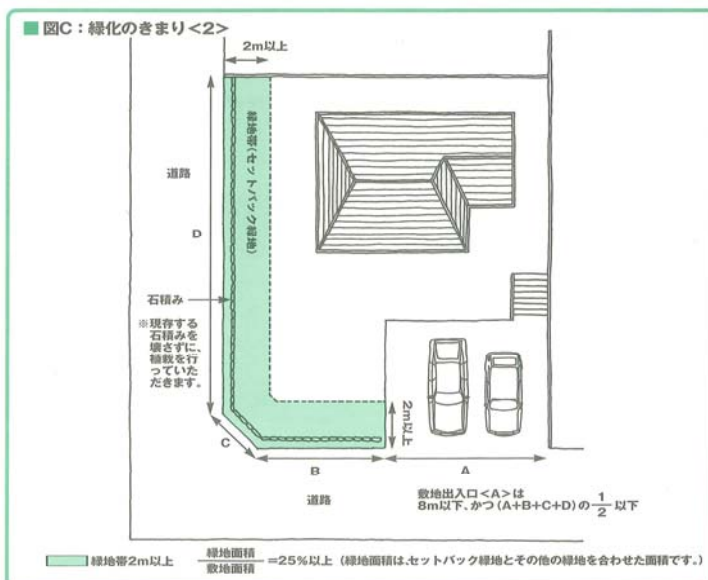 ■ 図C：緑化のきまり<2>
2m以上
道路
緑地帯(セットバック緑地)
D
石積み
※現存する
石積みを
壊さずに、
植栽を行
っていた
だきます。
2m以上
C
B
A
道路
敷地出入口<A>は
8m以下、かつ(A+B+C+D)の1/2以下
緑地帯2m以上 緑地面積/敷地面積=25%以上 (緑地面積は、セットバック緑地とその他の緑地を合わせた面積です。)